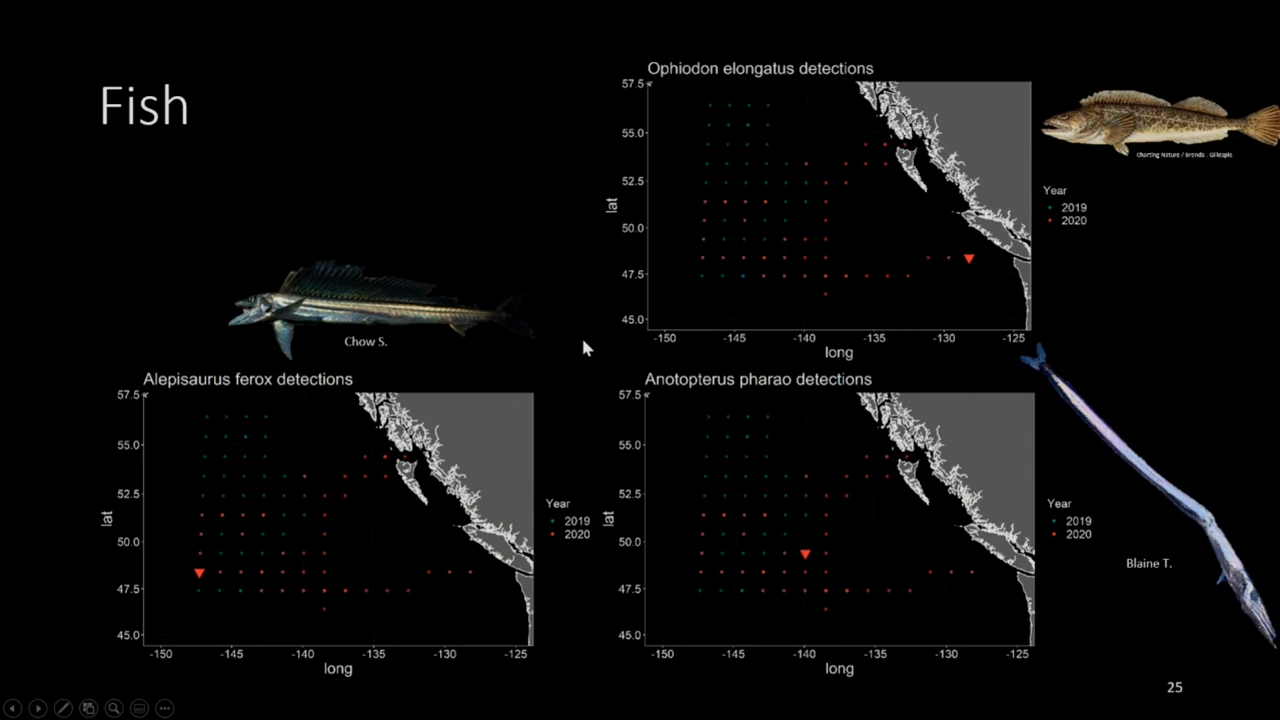 Fish
Ophiodon elongatus detections
57.5
55.0
52.5
50.0
47.5
45.0
lat
-150 -145 -140 -135 -130 -125
long
Charting Nature / Brenda . Gillespie
Year
2019
2020
Chow S.
Alepisaurus ferox detections
57.5
55.0
52.5
50.0
47.5
45.0
lat
-150 -145 -140 -135 -130 -125
long
Year
2019
2020
Anotopterus pharao detections
57.5
55.0
52.5
50.0
47.5
45.0
lat
-150 -145 -140 -135 -130 -125
long
Year
2019
2020
Blaine T.
25